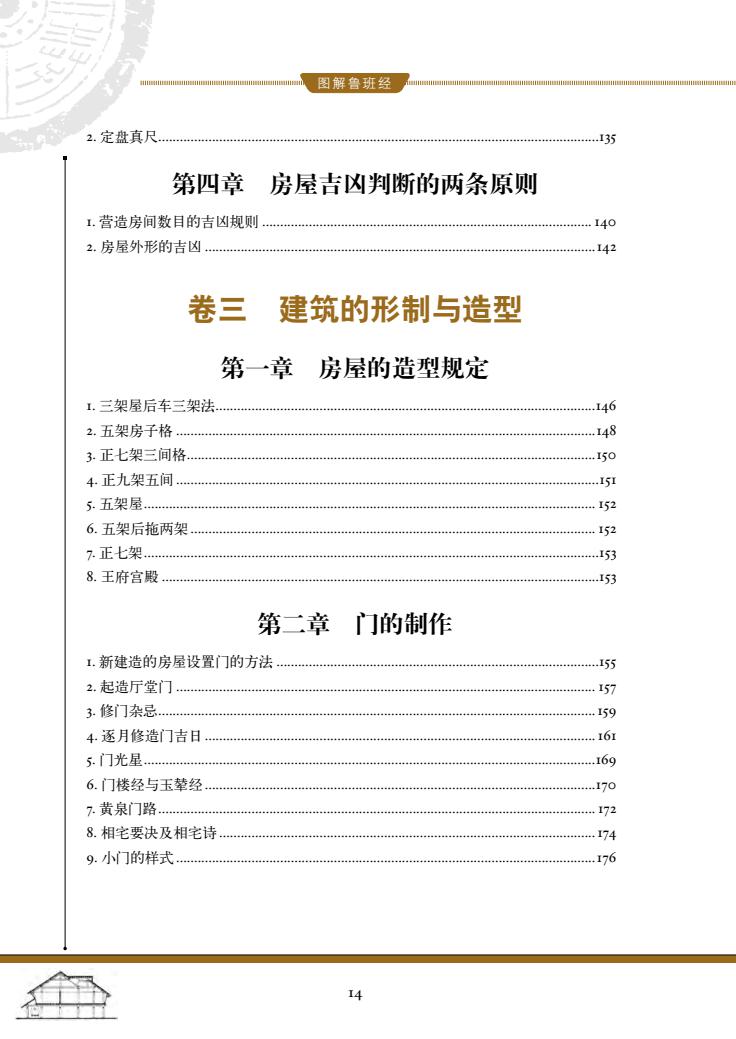 图解鲁班经
2. 定盘真尺..........135
第四章　房屋吉凶判断的两条原则
1. 营造房间数目的吉凶规则..........140
2. 房屋外形的吉凶..........142
卷三　建筑的形制与造型
第一章　房屋的造型规定
1. 三架屋后车三架法..........146
2. 五架房子格..........148
3. 正七架三间格..........150
4. 正九架五间..........151
5. 五架屋..........152
6. 五架后拖两架..........152
7. 正七架..........153
8. 王府宫殿..........153
第二章　门的制作
1. 新建造的房屋设置门的方法..........155
2. 起造厅堂门..........157
3. 修门杂忌..........159
4. 逐月修造门吉日..........161
5. 门光星..........169
6. 门楼经与玉辇经..........170
7. 黄泉门路..........172
8. 相宅要决及相宅诗..........174
9. 小门的样式..........176
14